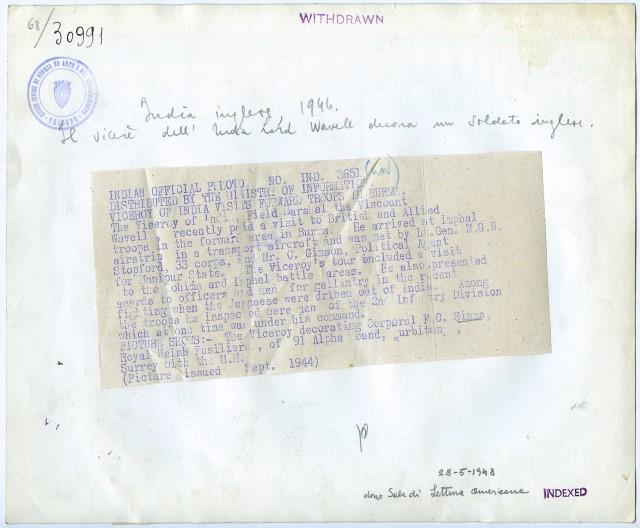 WITHDRAWN
68/30991
India inglese, 1944.
Il vicerè dell' India Lord Wavell decora un soldato inglese.
INDIAN OFFICIAL PHOTO. NO. IND. 3651
DISTRIBUTED BY THE MINISTRY OF INFORMATION
VICEROY OF INDIA VISITS FORWARD TROOPS IN BURMA.
The Viceroy of India, Field Marshal the Viscount
Wavell recently paid a visit to British and Allied
troops in the forward area in Burma. He arrived at Imphal
airstrip in a transport aircraft and was met by Lt.Gen. M.G.N.
Stopford, 33 corps, and Mr. C. Gimson, Political Agent
for Manipur State. The Viceroy's tour included a visit
to the Kohima and Imphal battle areas. He also presented
awards to officers and men for gallantry in the recent
fighting when the Japanese were driben out of India. Among
the troops he inspected were men of the 2nd Infantry Division
which at one time was under his command.
PICTURE SHOWS:- The Viceroy decorating Corporal F.C. Simms,
Royal Welsh Fusiliers, of 91 Alpha Road, Surbiton,
Surrey with the M.M.
(Picture issued Sept. 1944)
28-5-1948
dono Sala di Lettura americana
INDEXED